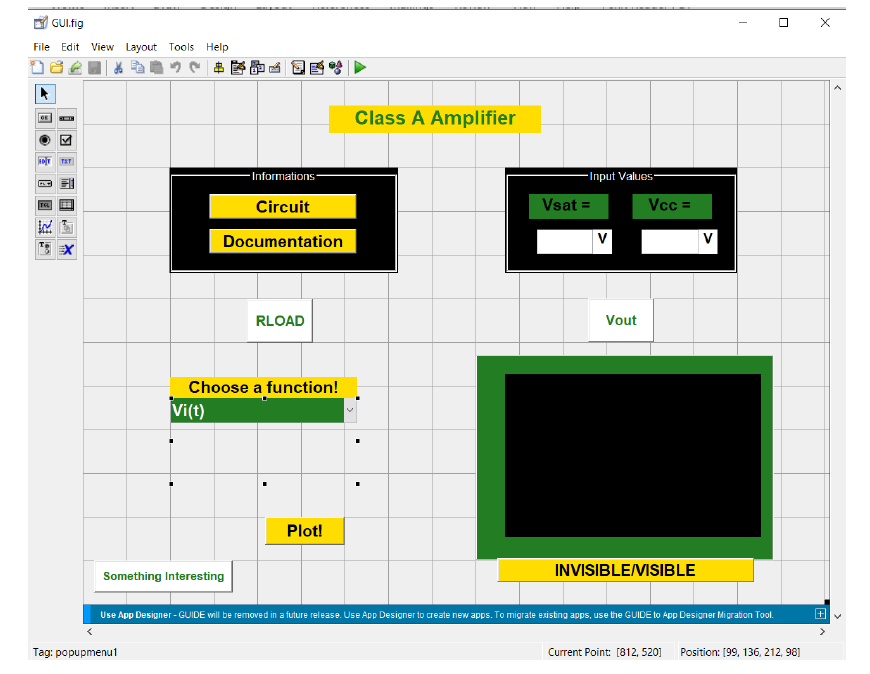 GUI.fig
File Edit View Layout Tools Help
Class A Amplifier
Informations
Input Values
Circuit
Vsat =
Vcc =
Documentation
V
V
RLOAD
Vout
Choose a function!
Vi(t)
Plot!
INVISIBLE/VISIBLE
Something Interesting
Use App Designer - GUIDE will be removed in a future release. Use App Designer to create new apps. To migrate existing apps, use the GUIDE to App Designer Migration Tool.
Tag: popupmenu1
Current Point: [812, 520]
Position: [99, 136, 212, 98]